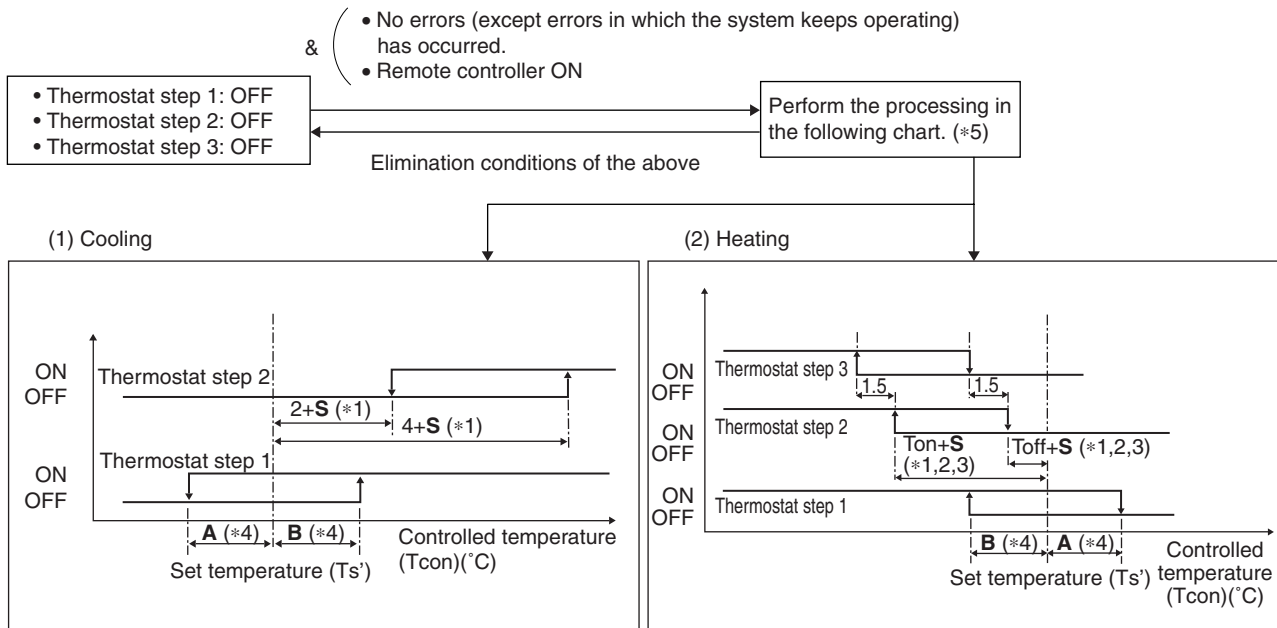 &
• No errors (except errors in which the system keeps operating)
has occurred.
• Remote controller ON
• Thermostat step 1: OFF
• Thermostat step 2: OFF
• Thermostat step 3: OFF
Perform the processing in
the following chart. (*5)
Elimination conditions of the above
(1) Cooling
ON
OFF
Thermostat step 2
2+S (*1)
4+S (*1)
Thermostat step 1
ON
OFF
A (*4)
B (*4)
Controlled temperature
(Tcon)(˚C)
Set temperature (Ts')
(2) Heating
ON
OFF
Thermostat step 3
1.5
1.5
Thermostat step 2
ON
OFF
Ton+S
(*1,2,3)
Toff+S (*1,2,3)
ON
OFF
Thermostat step 1
B (*4)
A (*4)
Controlled
temperature
(Tcon)(˚C)
Set temperature (Ts')